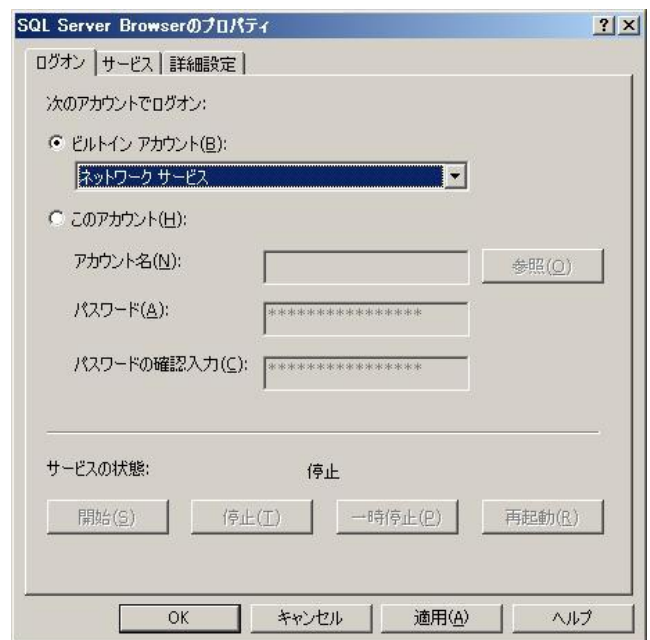 SQL Server Browserのプロパティ
ログオン サービス 詳細設定
次のアカウントでログオン:
ビルトイン アカウント(B):
ネットワーク サービス
このアカウント(H):
アカウント名(N): 参照(O)
パスワード(A): ****************
パスワードの確認入力(C): ****************
サービスの状態: 停止
開始(S) 停止(T) 一時停止(P) 再起動(R)
OK キャンセル 適用(A) ヘルプ